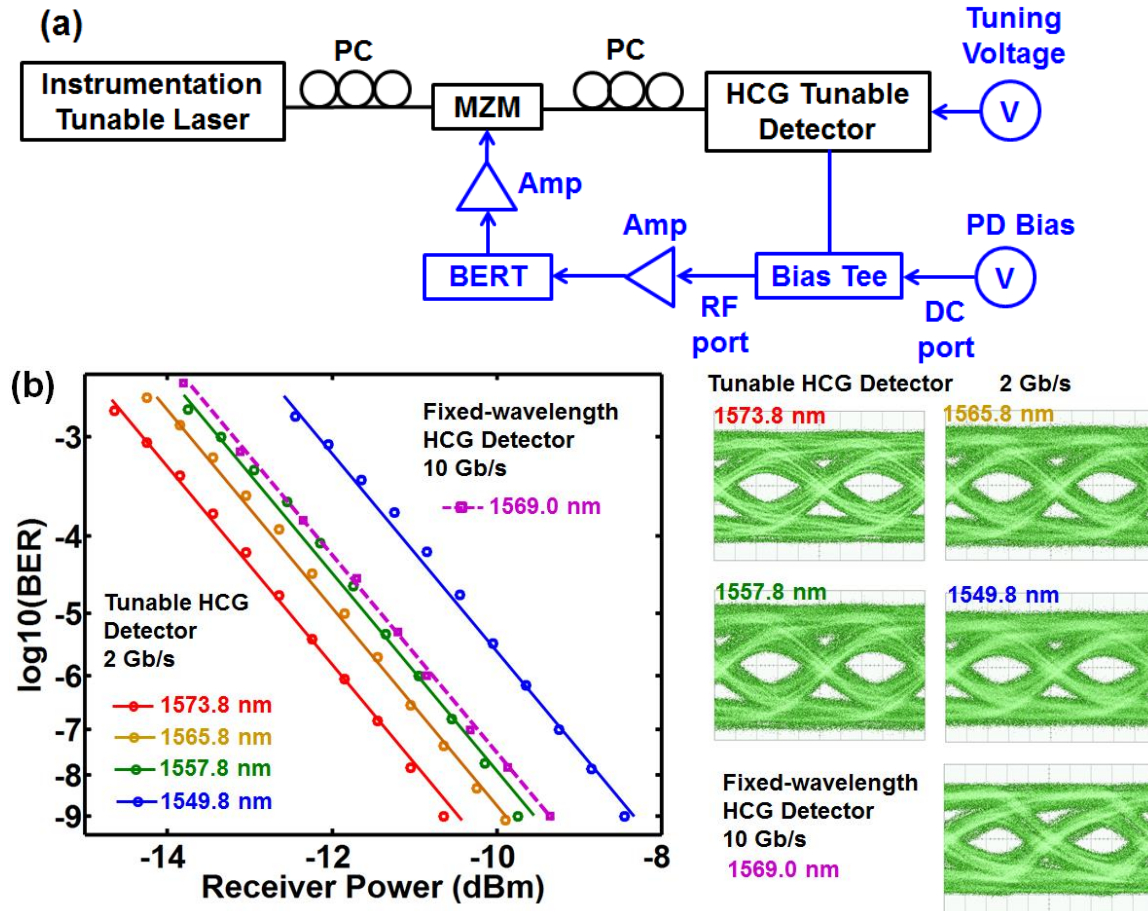 (a)
PC
PC
Tuning
Voltage
Instrumentation
Tunable Laser
MZM
HCG Tunable
Detector
V
Amp
Amp
PD Bias
BERT
Bias Tee
V
RF
port
DC
port
(b)
log10(BER)
-3
-4
-5
-6
-7
-8
-9
-14
-12
-10
-8
Receiver Power (dBm)
Fixed-wavelength
HCG Detector
10 Gb/s
1569.0 nm
Tunable HCG
Detector
2 Gb/s
1573.8 nm
1565.8 nm
1557.8 nm
1549.8 nm
Tunable HCG Detector 2 Gb/s
1573.8 nm
1565.8 nm
1557.8 nm
1549.8 nm
Fixed-wavelength
HCG Detector
10 Gb/s
1569.0 nm